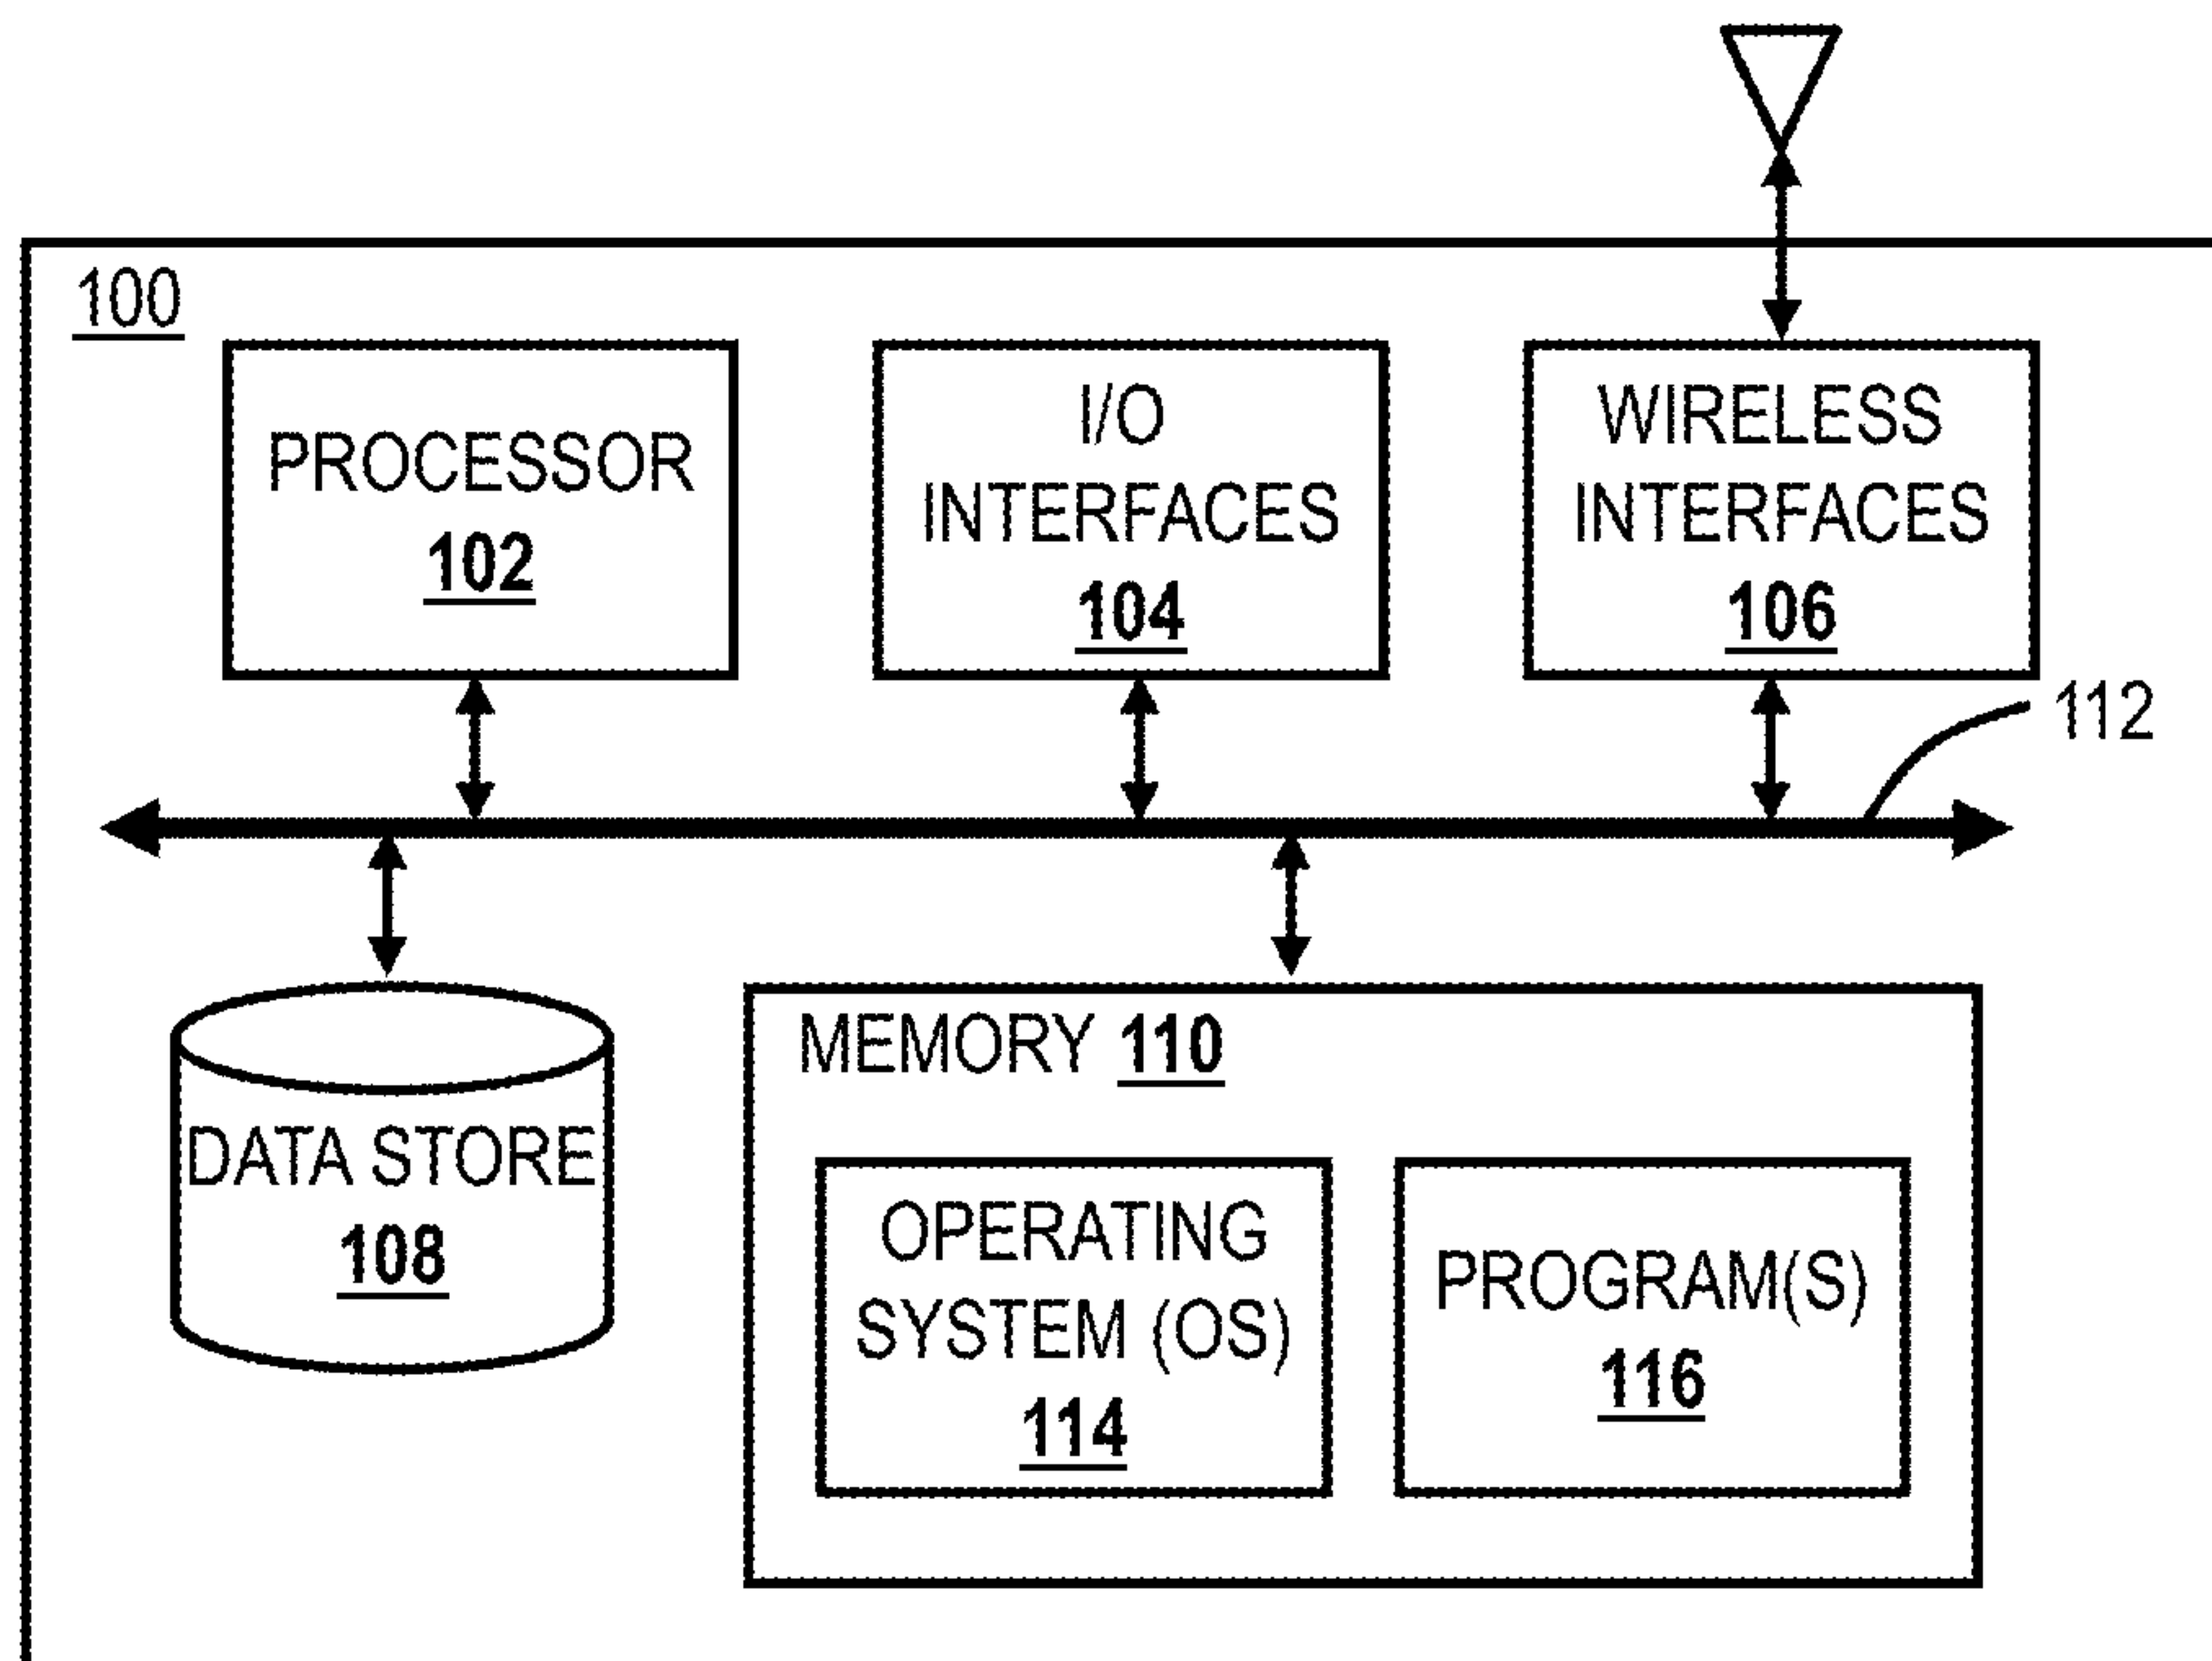 100
PROCESSOR
102
I/O
INTERFACES
104
WIRELESS
INTERFACES
106
112
DATA STORE
108
MEMORY 110
OPERATING
SYSTEM (OS)
114
PROGRAM(S)
116